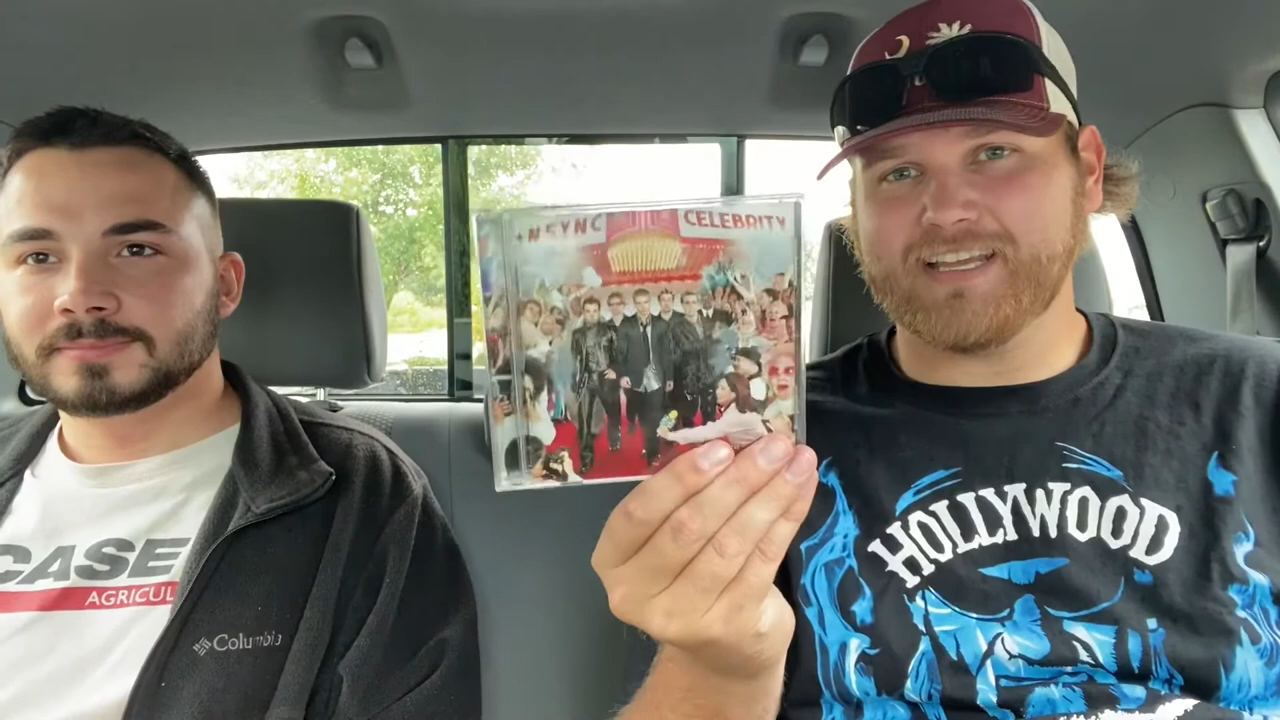 *NSYNC CELEBRITY
HOLLYWOOD
CASE
AGRICUL
Columbia